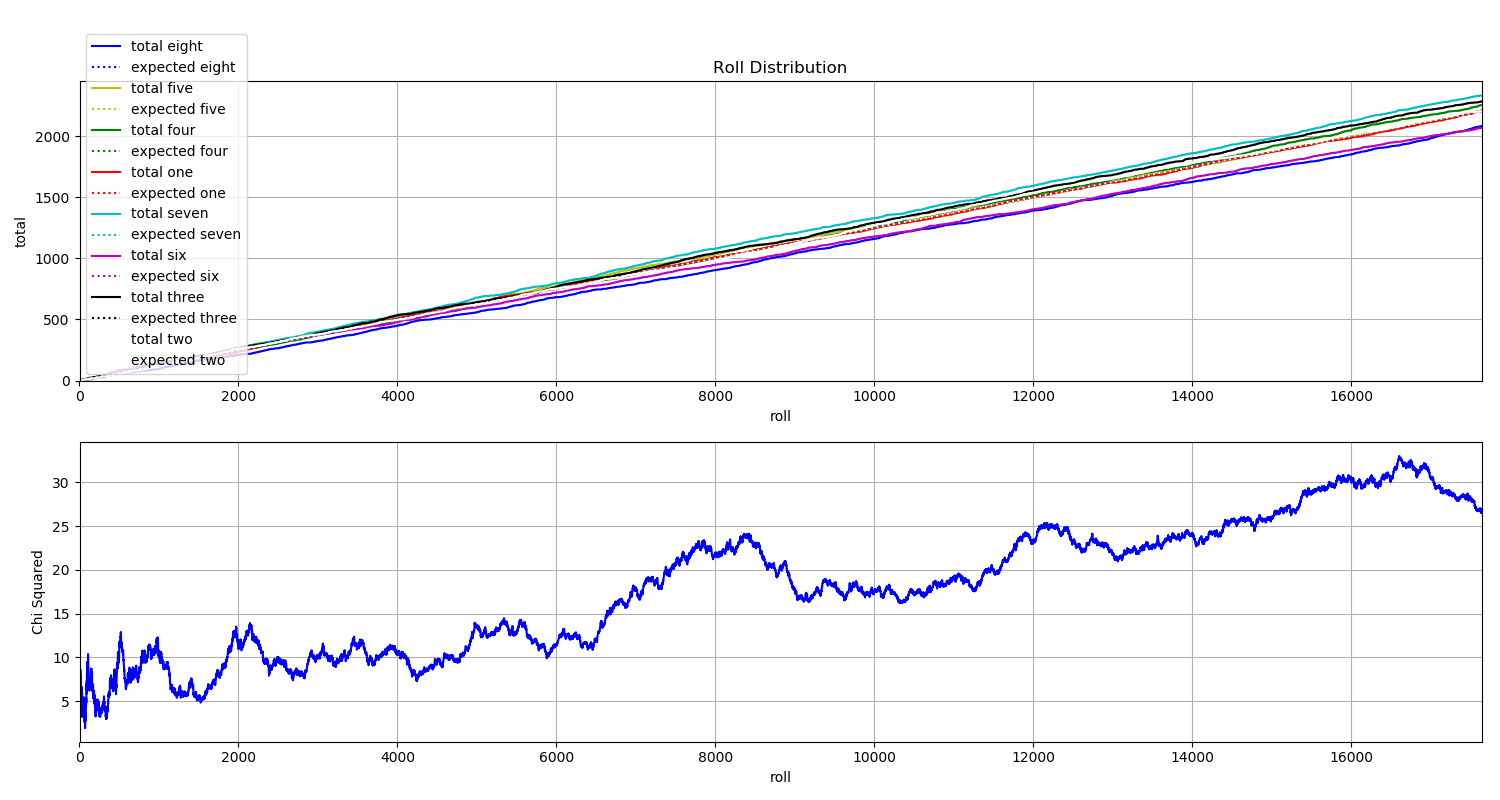 total eight
expected eight
total five
expected five
total four
expected four
total one
expected one
total seven
expected seven
total six
expected six
total three
expected three
total two
expected two
Roll Distribution
total
2000
1500
1000
500
0
0 2000 4000 6000 8000 10000 12000 14000 16000
roll
Chi Squared
30
25
20
15
10
5
0 2000 4000 6000 8000 10000 12000 14000 16000
roll